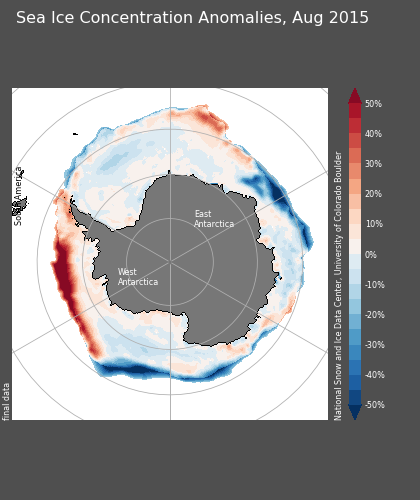 Sea Ice Concentration Anomalies, Aug 2015
South America
East
Antarctica
West
Antarctica
final data
National Snow and Ice Data Center, University of Colorado Boulder
50%
40%
30%
20%
10%
0%
-10%
-20%
-30%
-40%
-50%